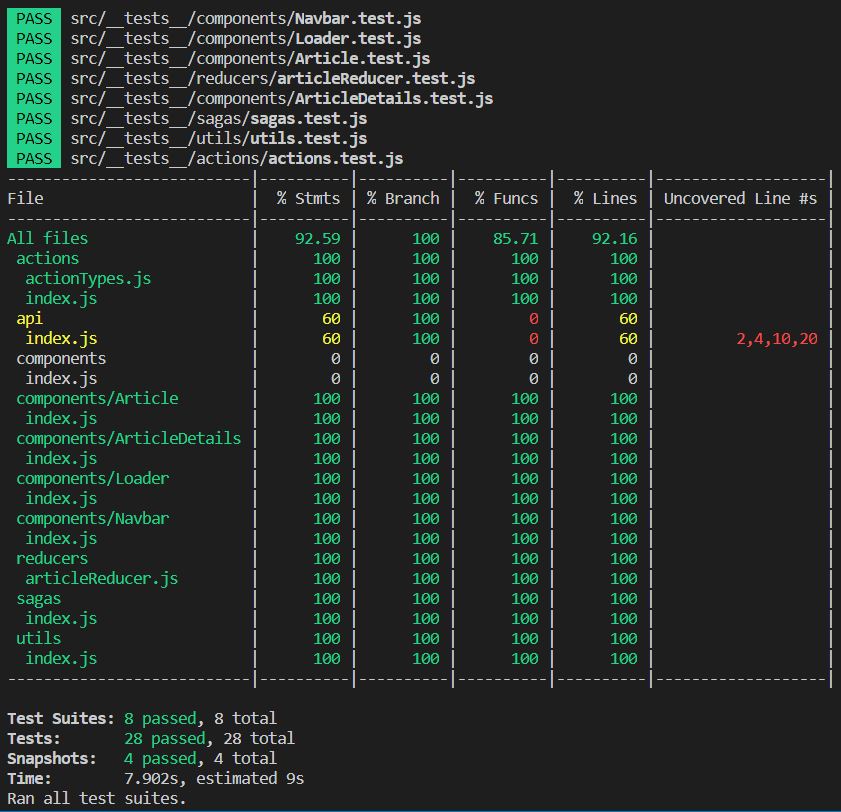 PASS src/__tests__/components/Navbar.test.js
PASS src/__tests__/components/Loader.test.js
PASS src/__tests__/components/Article.test.js
PASS src/__tests__/reducers/articleReducer.test.js
PASS src/__tests__/components/ArticleDetails.test.js
PASS src/__tests__/sagas/sagas.test.js
PASS src/__tests__/utils/utils.test.js
PASS src/__tests__/actions/actions.test.js
---------------------------|----------|----------|----------|----------|-------------------|
File                       |  % Stmts | % Branch |  % Funcs |  % Lines | Uncovered Line #s |
---------------------------|----------|----------|----------|----------|-------------------|
All files                  |    92.59 |      100 |    85.71 |    92.16 |                   |
 actions                   |      100 |      100 |      100 |      100 |                   |
  actionTypes.js           |      100 |      100 |      100 |      100 |                   |
  index.js                 |      100 |      100 |      100 |      100 |                   |
 api                       |       60 |      100 |        0 |       60 |                   |
  index.js                 |       60 |      100 |        0 |       60 |         2,4,10,20 |
 components                |        0 |        0 |        0 |        0 |                   |
  index.js                 |        0 |        0 |        0 |        0 |                   |
 components/Article        |      100 |      100 |      100 |      100 |                   |
  index.js                 |      100 |      100 |      100 |      100 |                   |
 components/ArticleDetails |      100 |      100 |      100 |      100 |                   |
  index.js                 |      100 |      100 |      100 |      100 |                   |
 components/Loader         |      100 |      100 |      100 |      100 |                   |
  index.js                 |      100 |      100 |      100 |      100 |                   |
 components/Navbar         |      100 |      100 |      100 |      100 |                   |
  index.js                 |      100 |      100 |      100 |      100 |                   |
 reducers                  |      100 |      100 |      100 |      100 |                   |
  articleReducer.js        |      100 |      100 |      100 |      100 |                   |
 sagas                     |      100 |      100 |      100 |      100 |                   |
  index.js                 |      100 |      100 |      100 |      100 |                   |
 utils                     |      100 |      100 |      100 |      100 |                   |
  index.js                 |      100 |      100 |      100 |      100 |                   |
---------------------------|----------|----------|----------|----------|-------------------|
Test Suites: 8 passed, 8 total
Tests:       28 passed, 28 total
Snapshots:   4 passed, 4 total
Time:        7.902s, estimated 9s
Ran all test suites.